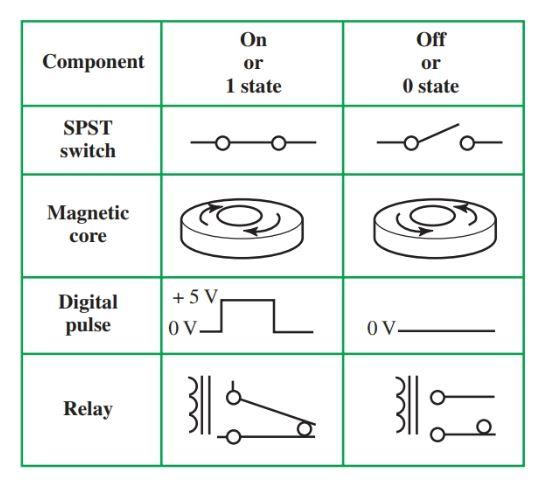 Component
On
or
1 state
Off
or
0 state
SPST
switch
Magnetic
core
Digital
pulse
+ 5 V
0 V
0 V
Relay